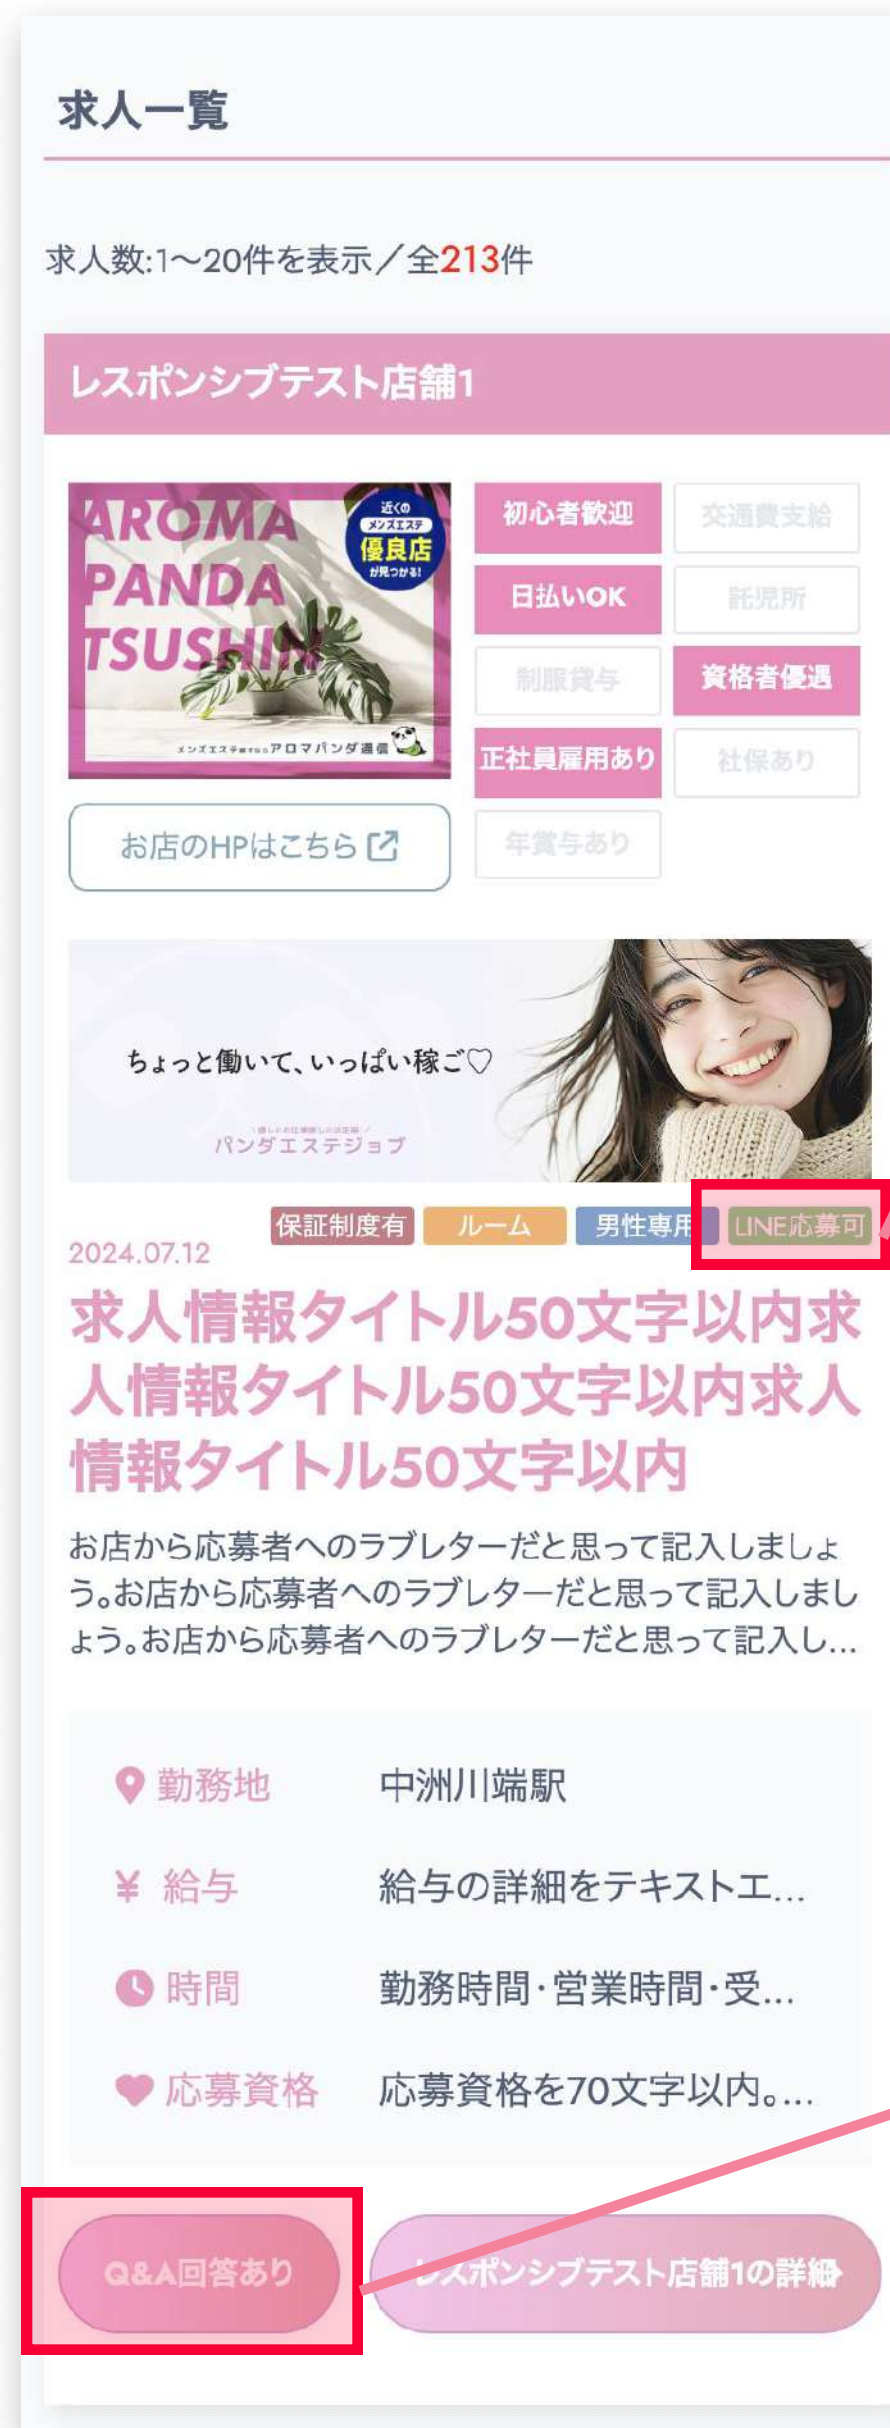 求人一覧
求人数:1〜20件を表示／全213件
レスポンシブテスト店舗1
AROMA
PANDA
TSUSHIN
近くの
メンズエステ
優良店
が見つかる!
アロマパンダ通信
初心者歓迎
交通費支給
日払いOK
託児所
制服貸与
資格者優遇
正社員雇用あり
社保あり
年賞与あり
お店のHPはこちら
ちょっと働いて、いっぱい稼ご♡
パンダエステジョブ
保証制度有 ルーム 男性専用 LINE応募可
2024.07.12
求人情報タイトル50文字以内求
人情報タイトル50文字以内求人
情報タイトル50文字以内
お店から応募者へのラブレターだと思って記入しましょ
う。お店から応募者へのラブレターだと思って記入しまし
ょう。お店から応募者へのラブレターだと思って記入し...
勤務地 中洲川端駅
¥ 給与 給与の詳細をテキストエ...
時間 勤務時間・営業時間・受...
応募資格 応募資格を70文字以内。...
Q&A回答あり
レスポンシブテスト店舗1の詳細